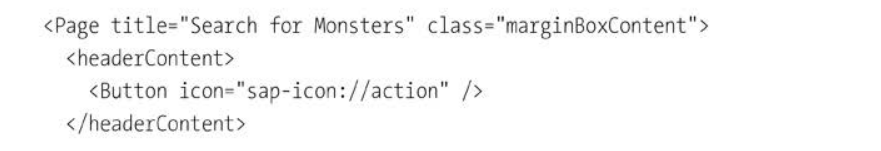 <Page title="Search for Monsters" class="marginBoxContent">
<headerContent>
<Button icon="sap-icon://action" />
</headerContent>